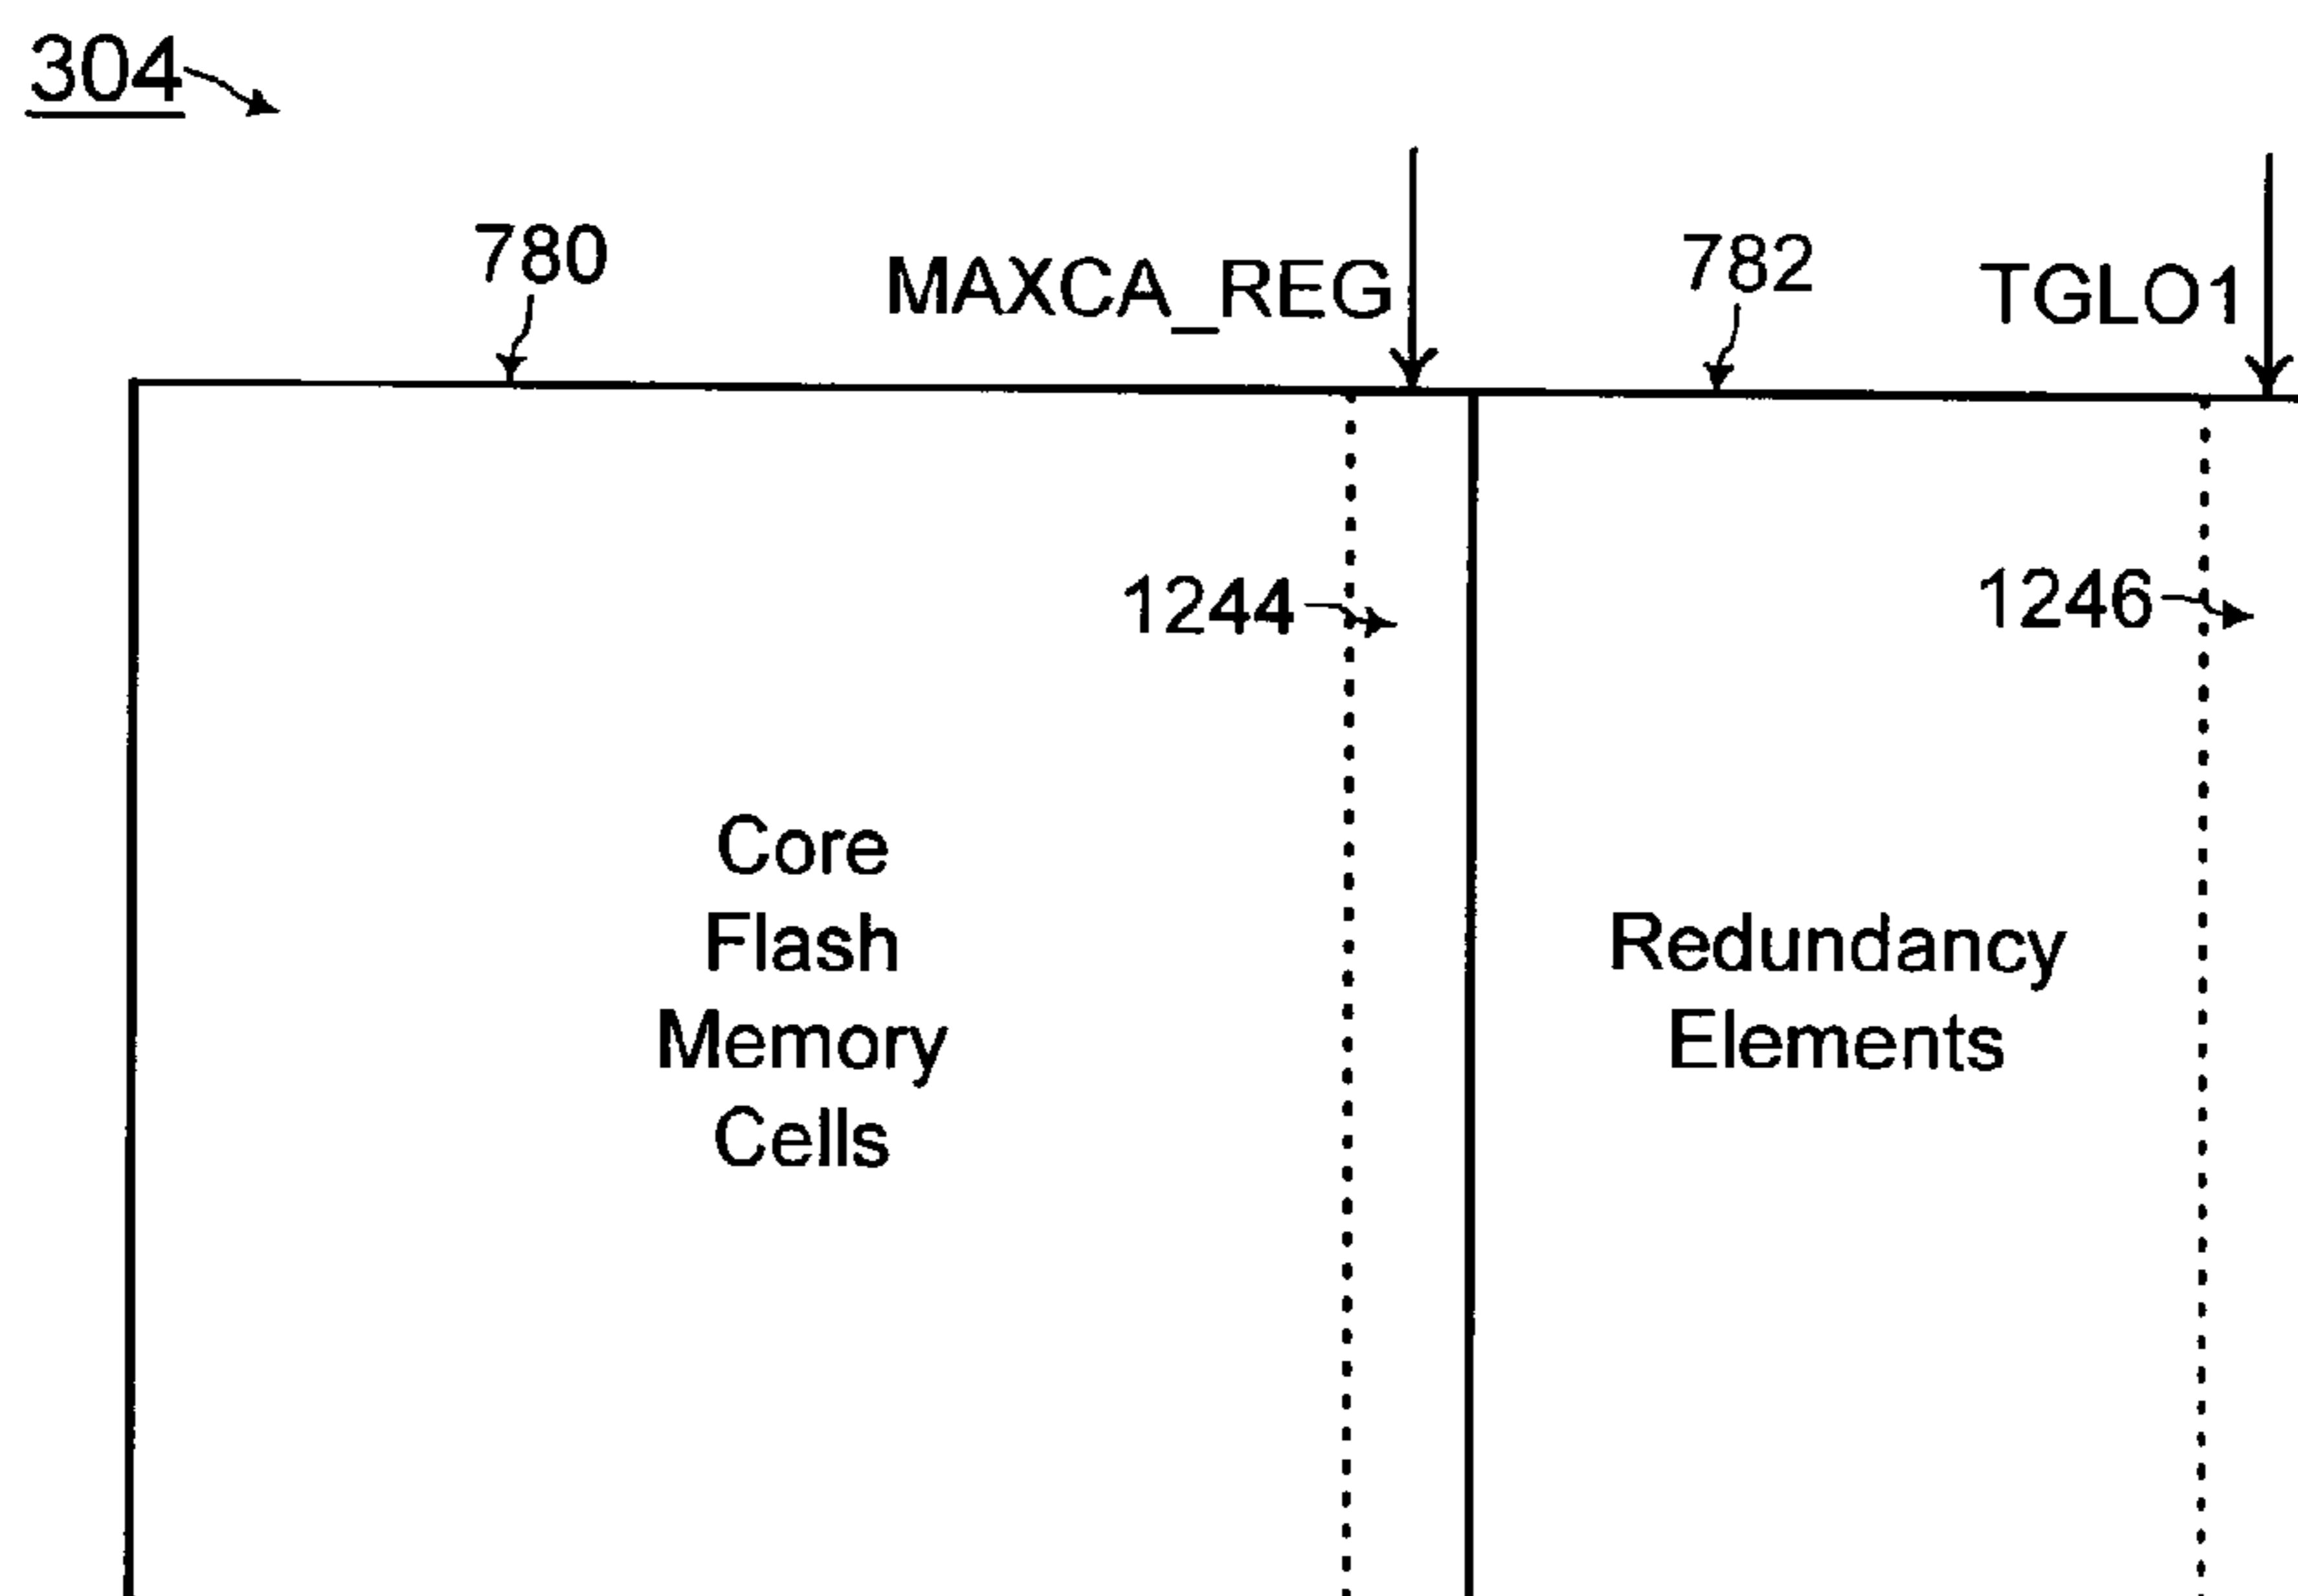 304
780
MAXCA_REG
782
TGLO1
1244
1246
Core
Flash
Memory
Cells
Redundancy
Elements